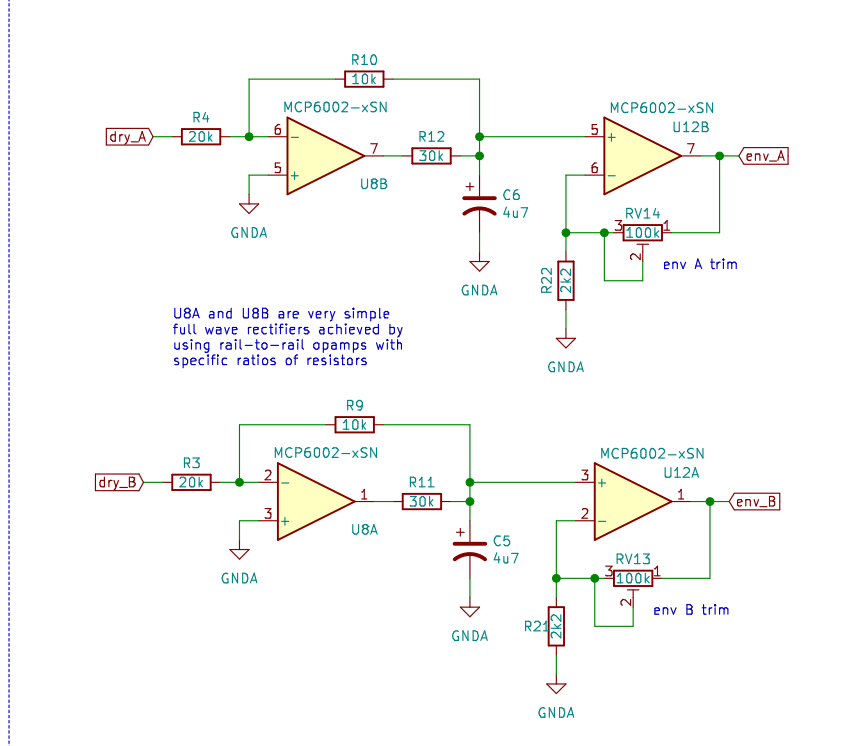 R10
10k
MCP6002-xSN
MCP6002-xSN
R4
U12B
dry_A
20k
6
-
R12
5
+
7
30k
7
env_A
5
+
6
-
U8B
+
C6
4u7
RV14
3
100k
1
GNDA
2
env A trim
R22
2k2
GNDA
U8A and U8B are very simple
full wave rectifiers achieved by
using rail-to-rail opamps with
specific ratios of resistors
GNDA
R9
10k
MCP6002-xSN
MCP6002-xSN
R3
U12A
dry_B
20k
2
-
R11
3
+
1
30k
1
env_B
3
+
2
-
U8A
+
C5
4u7
RV13
3
100k
1
GNDA
2
env B trim
R21
2k2
GNDA
GNDA